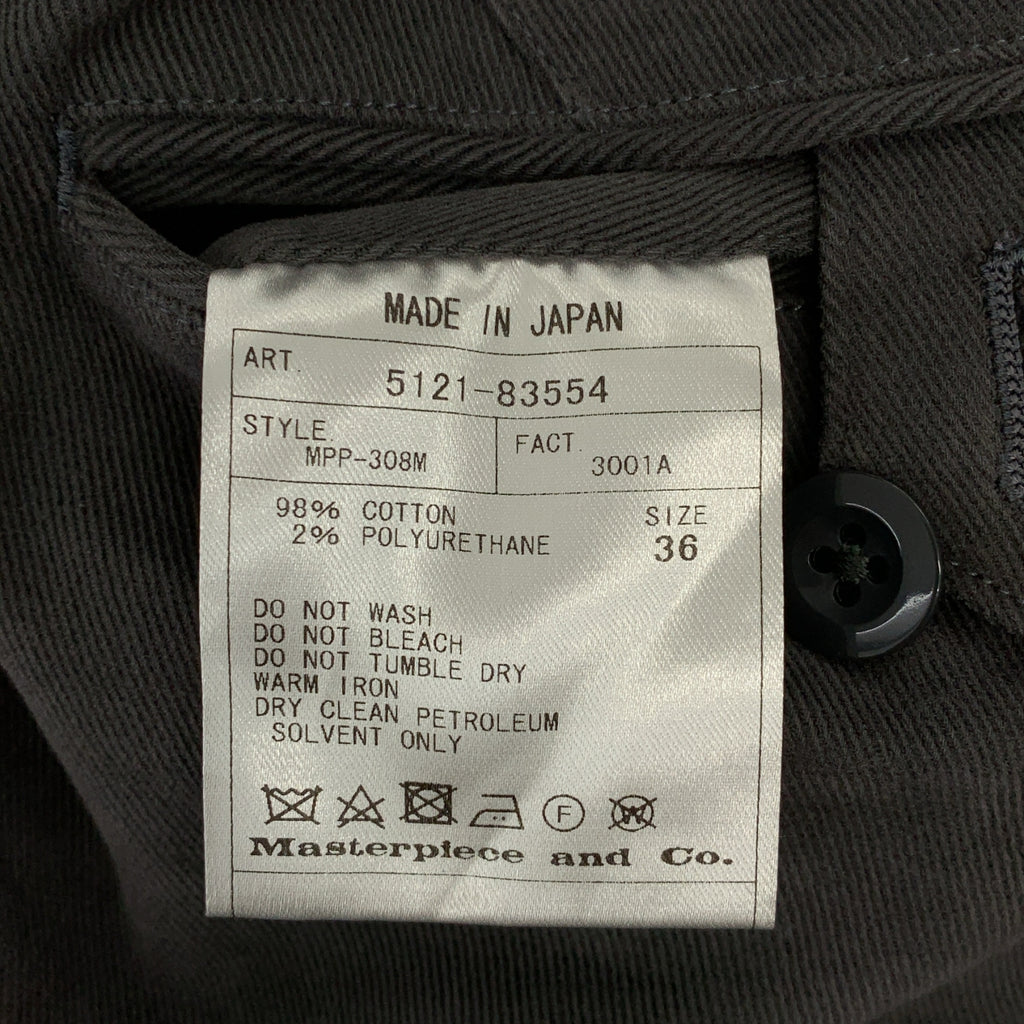 MADE IN JAPAN
ART. 5121-83554
STYLE MPP-308M
FACT. 3001A
98% COTTON
2% POLYURETHANE
SIZE
36
DO NOT WASH
DO NOT BLEACH
DO NOT TUMBLE DRY
WARM IRON
DRY CLEAN PETROLEUM
SOLVENT ONLY
F W
Masterpiece and Co.